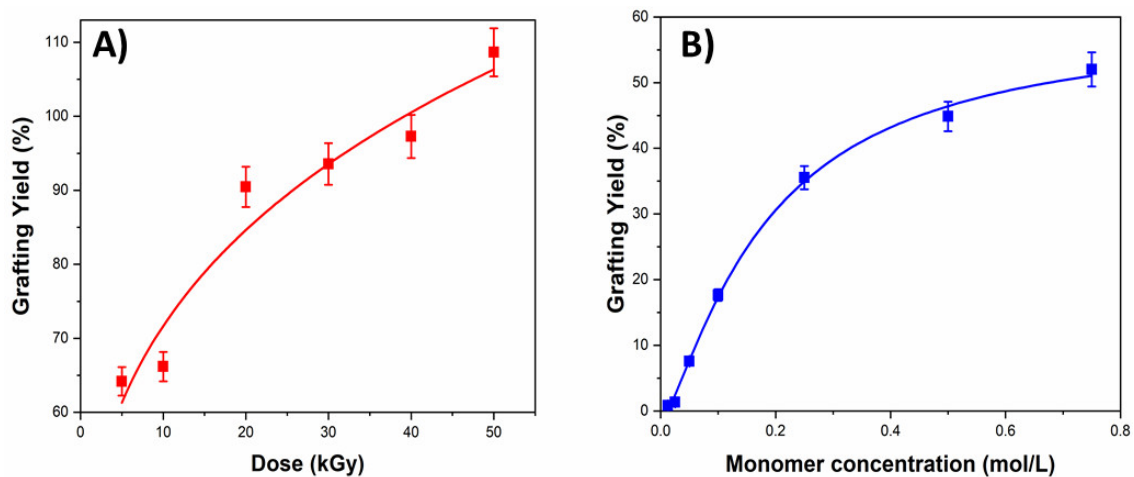 A)
Grafting Yield (%)
110
100
90
80
70
60
0 10 20 30 40 50
Dose (kGy)
B)
Grafting Yield (%)
60
50
40
30
20
10
0
0.0 0.2 0.4 0.6 0.8
Monomer concentration (mol/L)